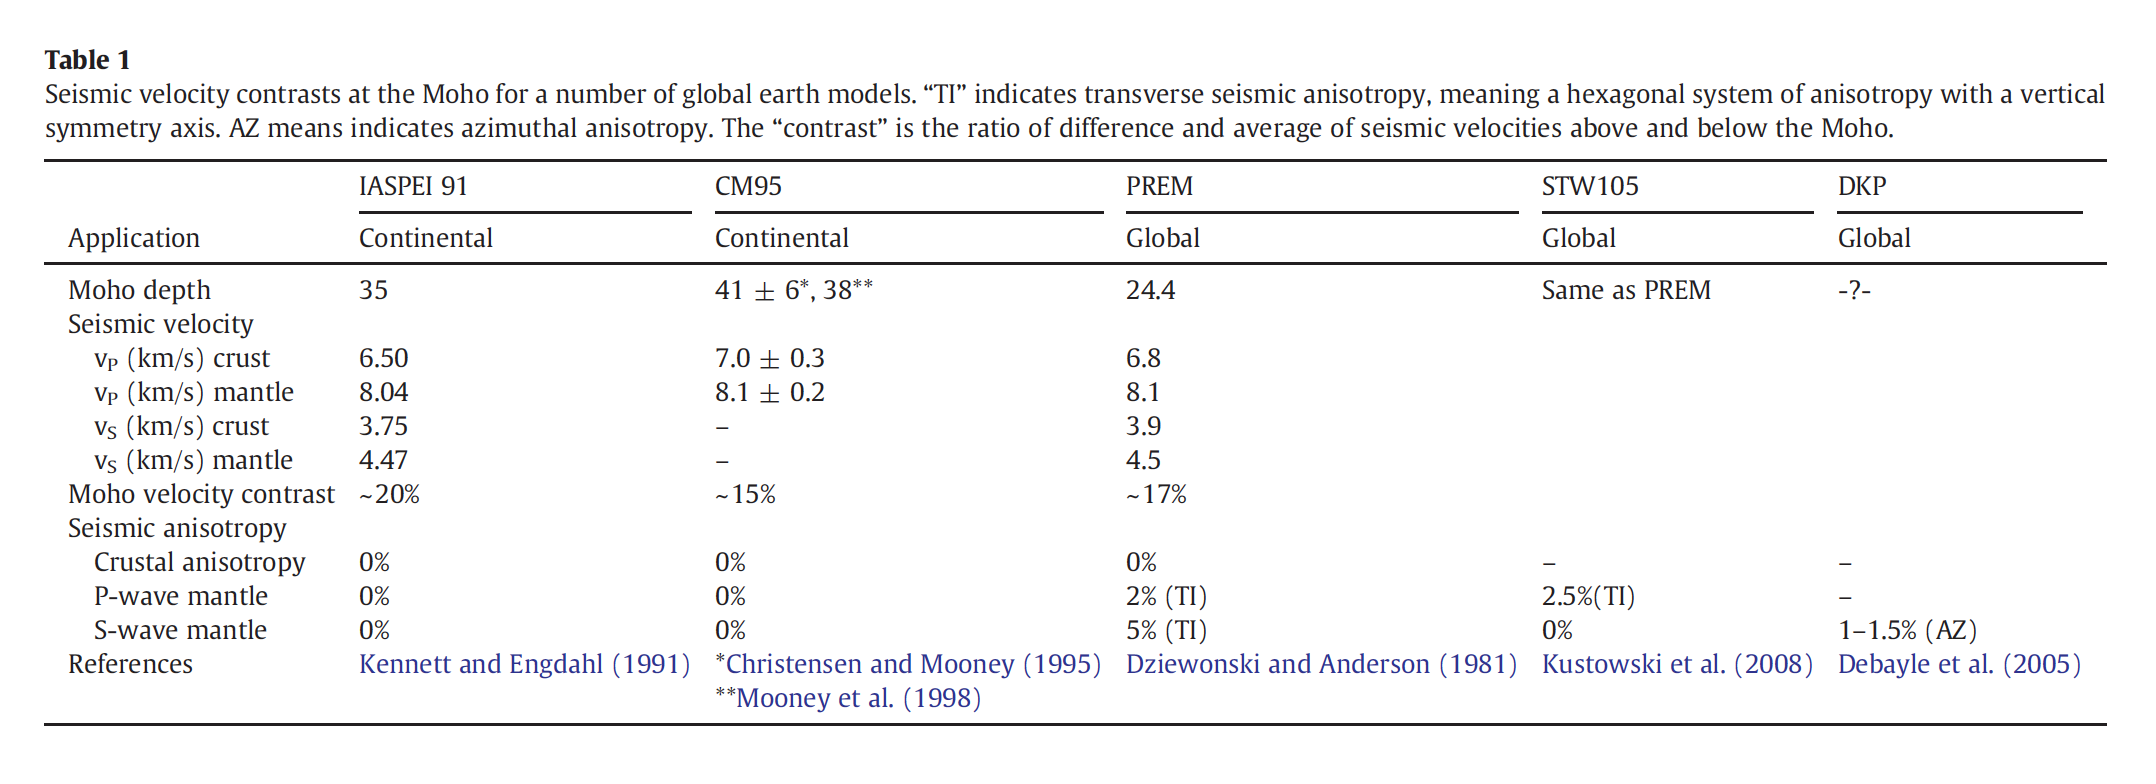 Table 1
Seismic velocity contrasts at the Moho for a number of global earth models. “TI” indicates transverse seismic anisotropy, meaning a hexagonal system of anisotropy with a vertical
symmetry axis. AZ means indicates azimuthal anisotropy. The “contrast” is the ratio of difference and average of seismic velocities above and below the Moho.
IASPEI 91 CM95 PREM STW105 DKP
Application Continental Continental Global Global Global
Moho depth 35 41 ± 6*, 38** 24.4 Same as PREM -?-
Seismic velocity
vP (km/s) crust 6.50 7.0 ± 0.3 6.8
vP (km/s) mantle 8.04 8.1 ± 0.2 8.1
vS (km/s) crust 3.75 – 3.9
vS (km/s) mantle 4.47 – 4.5
Moho velocity contrast ~20% ~15% ~17%
Seismic anisotropy
Crustal anisotropy 0% 0% 0% – –
P-wave mantle 0% 0% 2% (TI) 2.5%(TI) –
S-wave mantle 0% 0% 5% (TI) 0% 1–1.5% (AZ)
References Kennett and Engdahl (1991) *Christensen and Mooney (1995) Dziewonski and Anderson (1981) Kustowski et al. (2008) Debayle et al. (2005)
**Mooney et al. (1998)